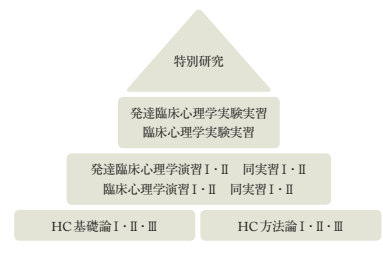 特別研究
発達臨床心理学実験実習
臨床心理学実験実習
発達臨床心理学演習Ⅰ・Ⅱ　同実習Ⅰ・Ⅱ
臨床心理学演習Ⅰ・Ⅱ　同実習Ⅰ・Ⅱ
HC基礎論Ⅰ・Ⅱ・Ⅲ　HC方法論Ⅰ・Ⅱ・Ⅲ